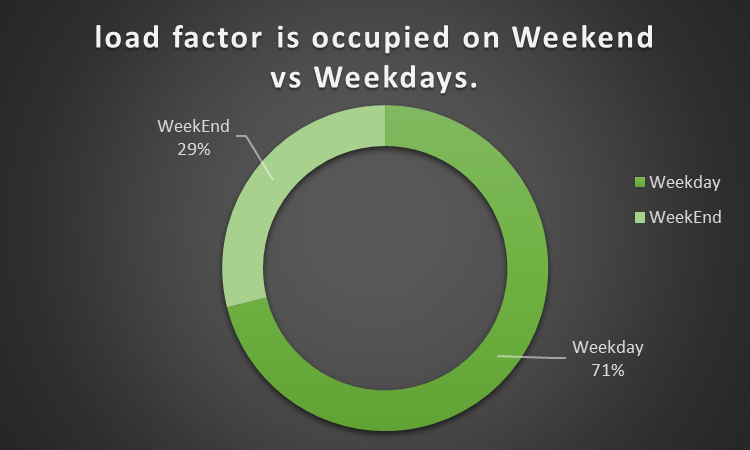 load factor is occupied on Weekend
vs Weekdays.
WeekEnd
29%
Weekday
WeekEnd
Weekday
71%